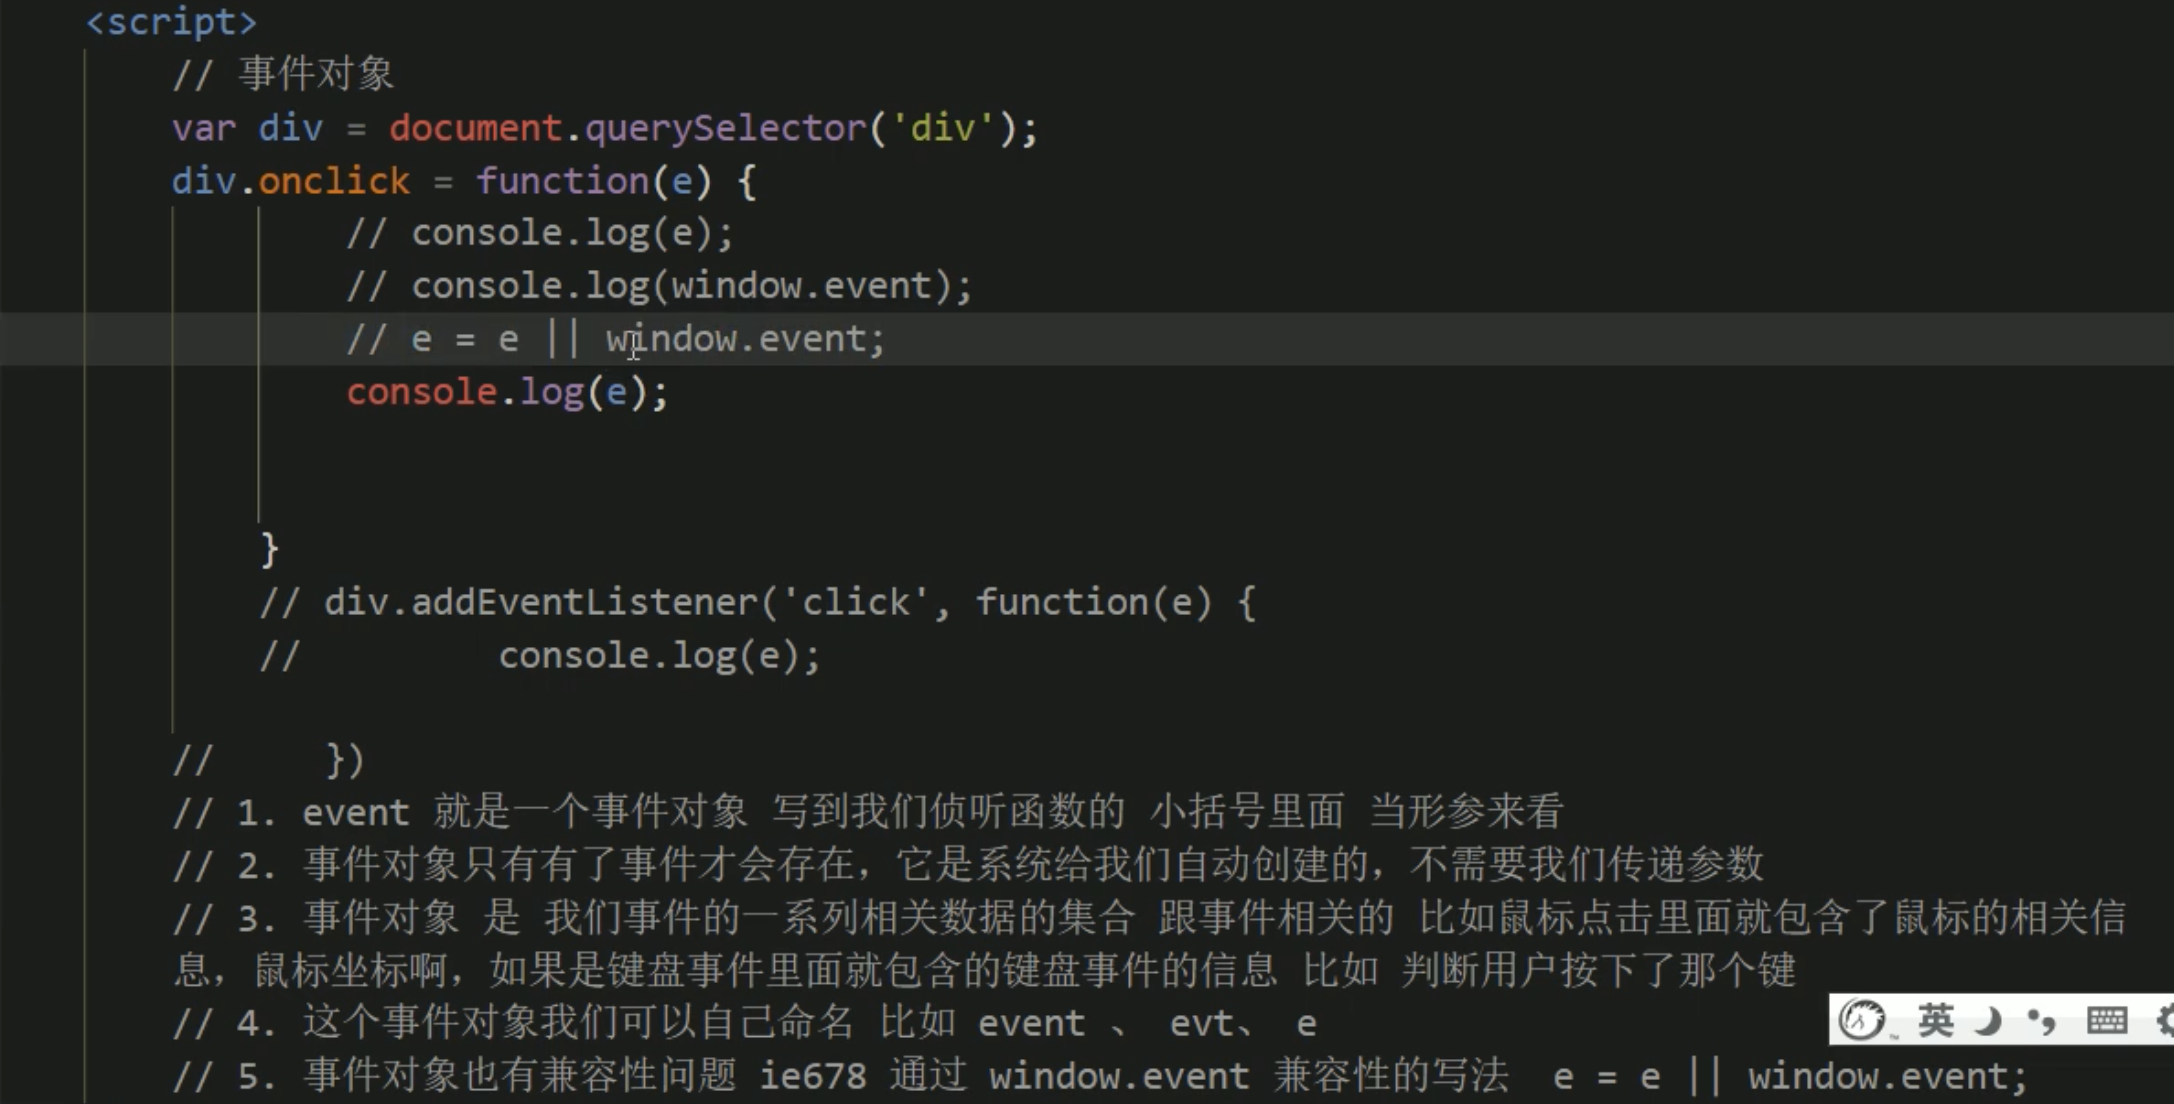 <script>
// 事件对象
var div = document.querySelector('div');
div.onclick = function(e) {
// console.log(e);
// console.log(window.event);
// e = e || window.event;
console.log(e);
}
// div.addEventListener('click', function(e) {
//         console.log(e);
//     })
// 1. event 就是一个事件对象 写到我们侦听函数的 小括号里面 当形参来看
// 2. 事件对象只有有了事件才会存在，它是系统给我们自动创建的，不需要我们传递参数
// 3. 事件对象 是 我们事件的一系列相关数据的集合 跟事件相关的 比如鼠标点击里面就包含了鼠标的相关信
息，鼠标坐标啊，如果是键盘事件里面就包含的键盘事件的信息 比如 判断用户按下了那个键
// 4. 这个事件对象我们可以自己命名 比如 event 、 evt、 e
// 5. 事件对象也有兼容性问题 ie678 通过 window.event 兼容性的写法  e = e || window.event;
英